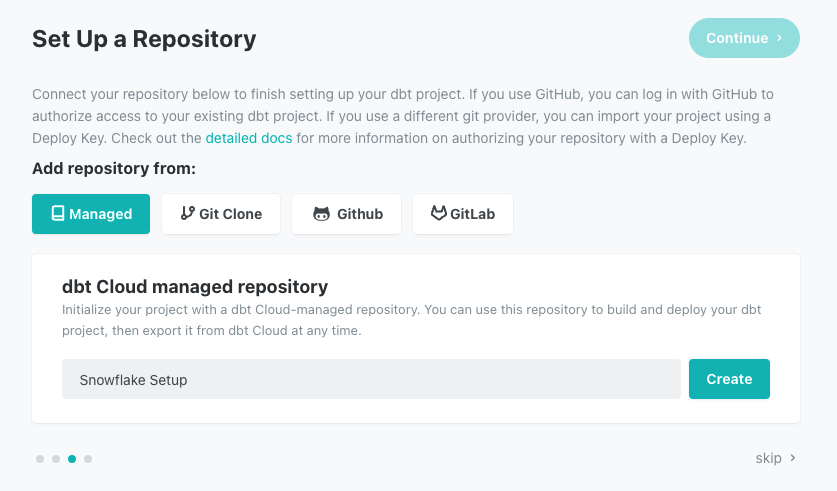 Set Up a Repository
Continue
Connect your repository below to finish setting up your dbt project. If you use GitHub, you can log in with GitHub to
authorize access to your existing dbt project. If you use a different git provider, you can import your project using a
Deploy Key. Check out the detailed docs for more information on authorizing your repository with a Deploy Key.
Add repository from:
Managed
Git Clone
Github
GitLab
dbt Cloud managed repository
Initialize your project with a dbt Cloud-managed repository. You can use this repository to build and deploy your dbt
project, then export it from dbt Cloud at any time.
Snowflake Setup
Create
skip